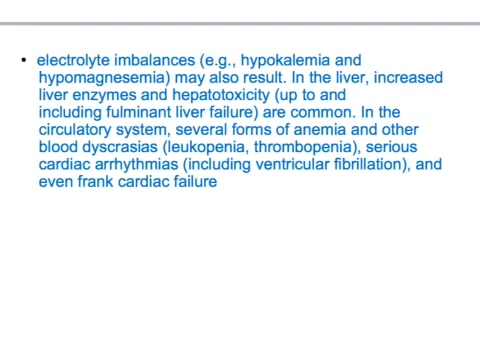 • electrolyte imbalances (e.g., hypokalemia and
hypomagnesemia) may also result. In the liver, increased
liver enzymes and hepatotoxicity (up to and
including fulminant liver failure) are common. In the
circulatory system, several forms of anemia and other
blood dyscrasias (leukopenia, thrombopenia), serious
cardiac arrhythmias (including ventricular fibrillation), and
even frank cardiac failure